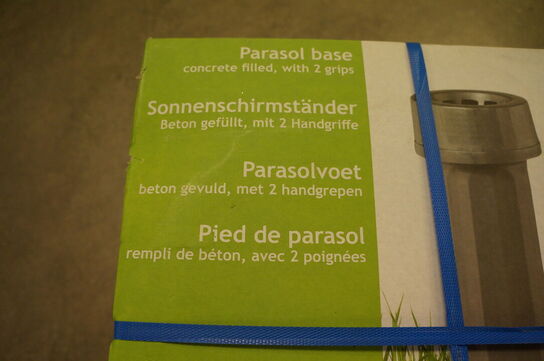 Parasol base
concrete filled, with 2 grips
Sonnenschirmständer
Beton gefüllt, mit 2 Handgriffe
Parasolvoet
beton gevuld, met 2 handgrepen
Pied de parasol
rempli de béton, avec 2 poignées